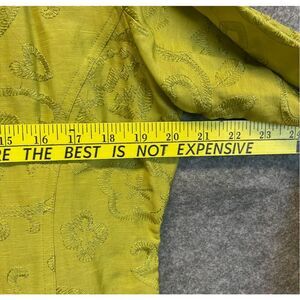 15 16 17 18 19 20 21 22 23
RE THE BEST IS NOT EXPENSIVE